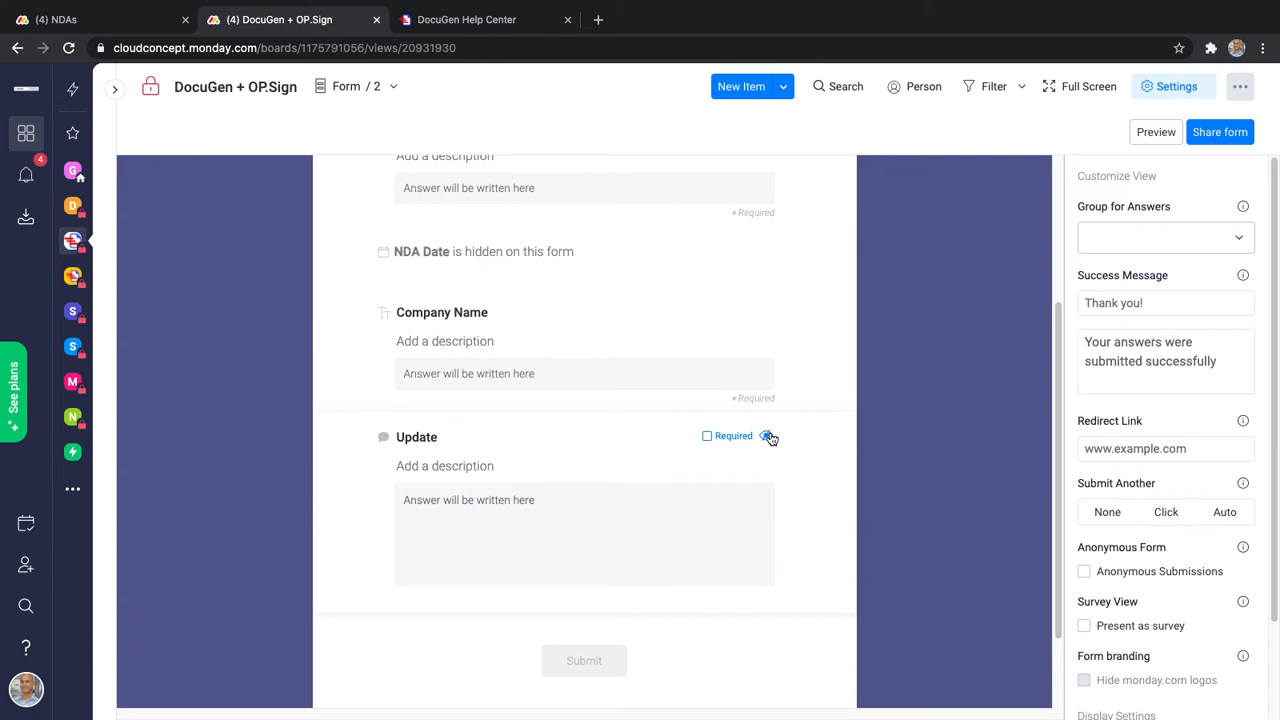 (4) NDAs
(4) DocuGen + OP.Sign
DocuGen Help Center
cloudconcept.monday.com/boards/1175791056/views/20931930
DocuGen + OP.Sign
Form / 2
New Item
Search
Person
Filter
Full Screen
Settings
Preview
Share form
4
G
D
S
S
M
N
See plans
Add a description
Answer will be written here
* Required
NDA Date is hidden on this form
Company Name
Add a description
Answer will be written here
* Required
Update
Required
Add a description
Answer will be written here
Submit
Customize View
Group for Answers
Success Message
Thank you!
Your answers were
submitted successfully
Redirect Link
www.example.com
Submit Another
None
Click
Auto
Anonymous Form
Anonymous Submissions
Survey View
Present as survey
Form branding
Hide monday.com logos
Display Settings